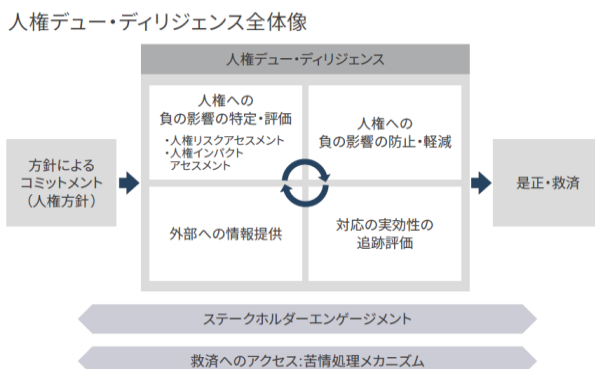 人権デュー・ディリジェンス全体像
人権デュー・ディリジェンス
人権への
負の影響の特定・評価
・人権リスクアセスメント
・人権インパクト
アセスメント
人権への
負の影響の防止・軽減
方針による
コミットメント
（人権方針）
是正・救済
外部への情報提供
対応の実効性の
追跡評価
ステークホルダーエンゲージメント
救済へのアクセス:苦情処理メカニズム